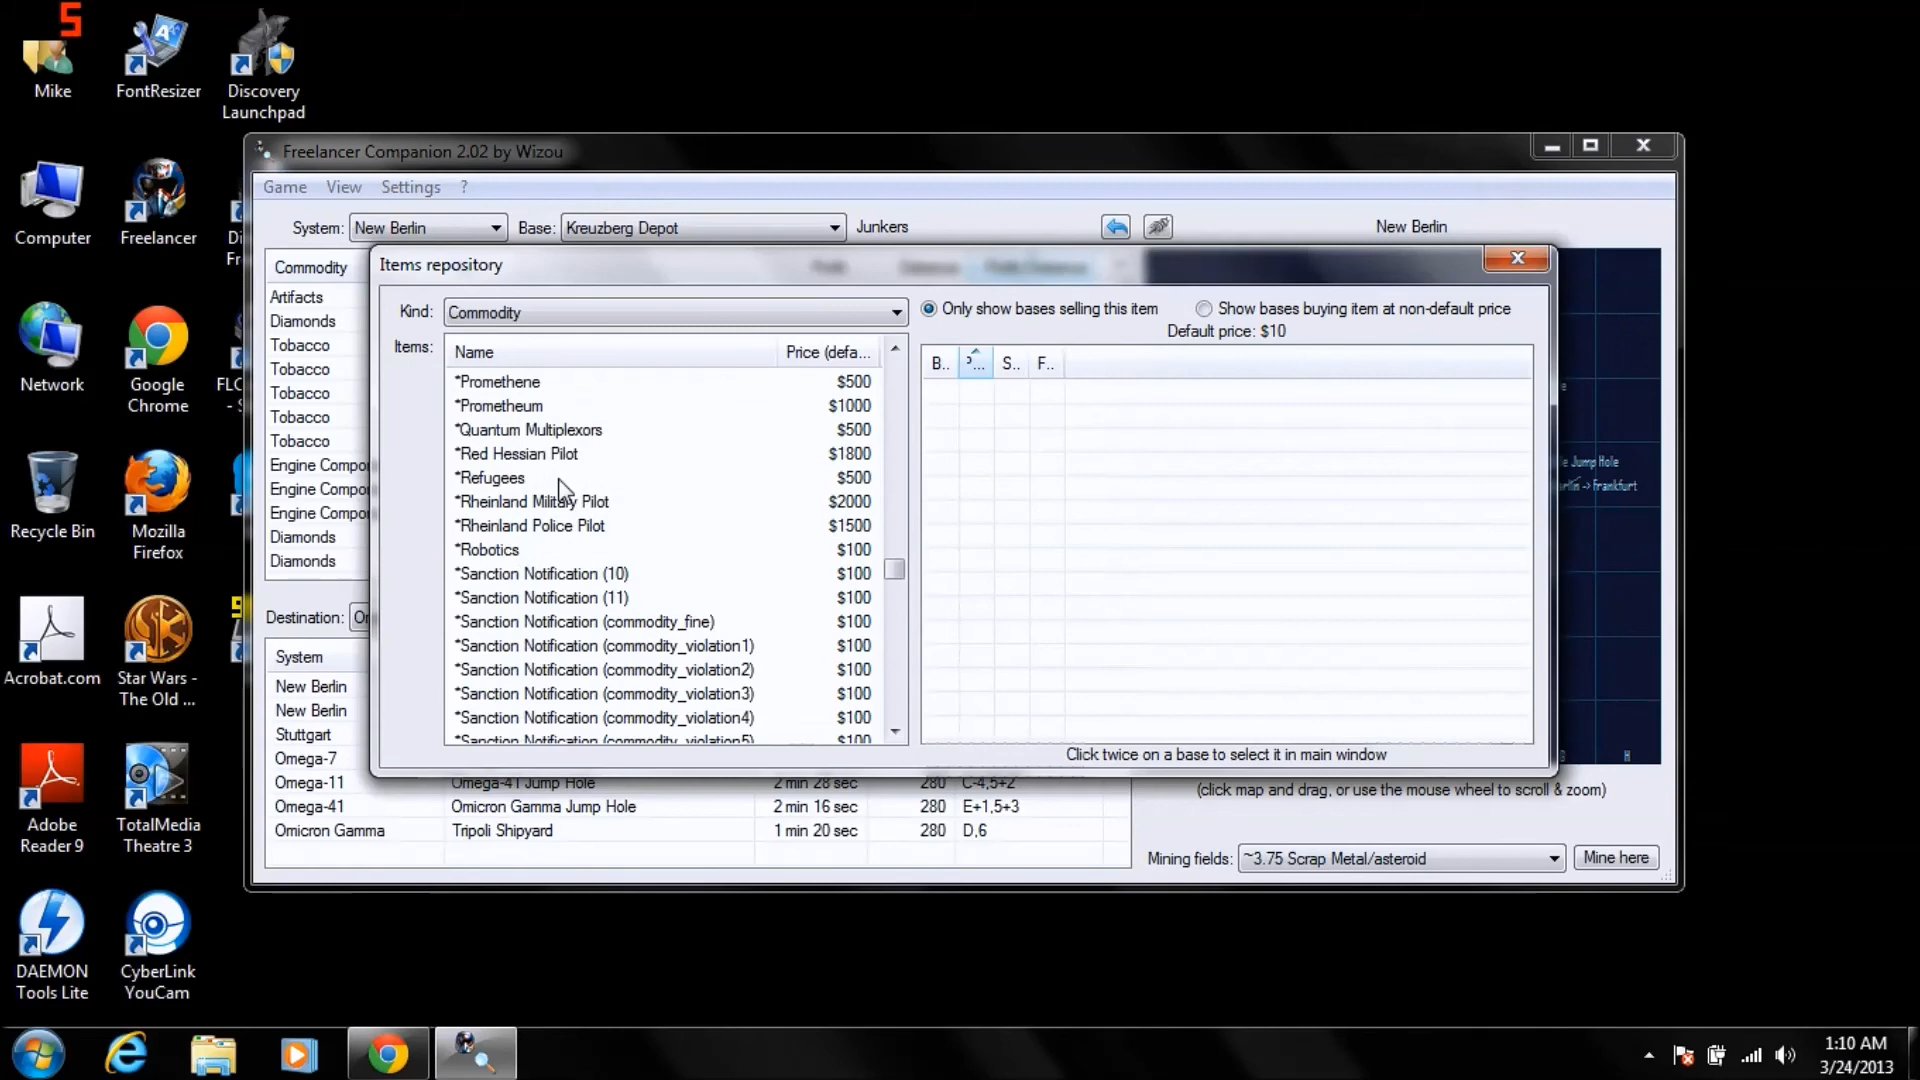 5
Mike
FontResizer
Discovery
Launchpad
Computer
Freelancer
Network
Google
Chrome
Recycle Bin
Mozilla
Firefox
Acrobat.com
Star Wars -
The Old ...
Adobe
Reader 9
TotalMedia
Theatre 3
DAEMON
Tools Lite
CyberLink
YouCam
Freelancer Companion 2.02 by Wizou
Game View Settings ?
System: New Berlin Base: Kreuzberg Depot Junkers New Berlin
Commodity
Artifacts
Diamonds
Tobacco
Tobacco
Tobacco
Tobacco
Tobacco
Engine Compo
Engine Compo
Engine Compo
Diamonds
Diamonds
Destination:
System
New Berlin
New Berlin
Stuttgart
Omega-7
Omega-11 Omega-41 Jump Hole 2 min 28 sec 280 C-4,5+2
Omega-41 Omicron Gamma Jump Hole 2 min 16 sec 280 E+1,5+3
Omicron Gamma Tripoli Shipyard 1 min 20 sec 280 D,6
Items repository
Kind: Commodity
Only show bases selling this item Show bases buying item at non-default price
Default price: $10
Items:
Name Price (defa...
*Promethene $500
*Prometheum $1000
*Quantum Multiplexors $500
*Red Hessian Pilot $1800
*Refugees $500
*Rheinland Military Pilot $2000
*Rheinland Police Pilot $1500
*Robotics $100
*Sanction Notification (10) $100
*Sanction Notification (11) $100
*Sanction Notification (commodity_fine) $100
*Sanction Notification (commodity_violation1) $100
*Sanction Notification (commodity_violation2) $100
*Sanction Notification (commodity_violation3) $100
*Sanction Notification (commodity_violation4) $100
*Sanction Notification (commodity_violation5) $100
B.. S.. F..
Click twice on a base to select it in main window
Jump Hole
-> Frankfurt
(click map and drag, or use the mouse wheel to scroll & zoom)
Mining fields: ~3.75 Scrap Metal/asteroid Mine here
1:10 AM
3/24/2013